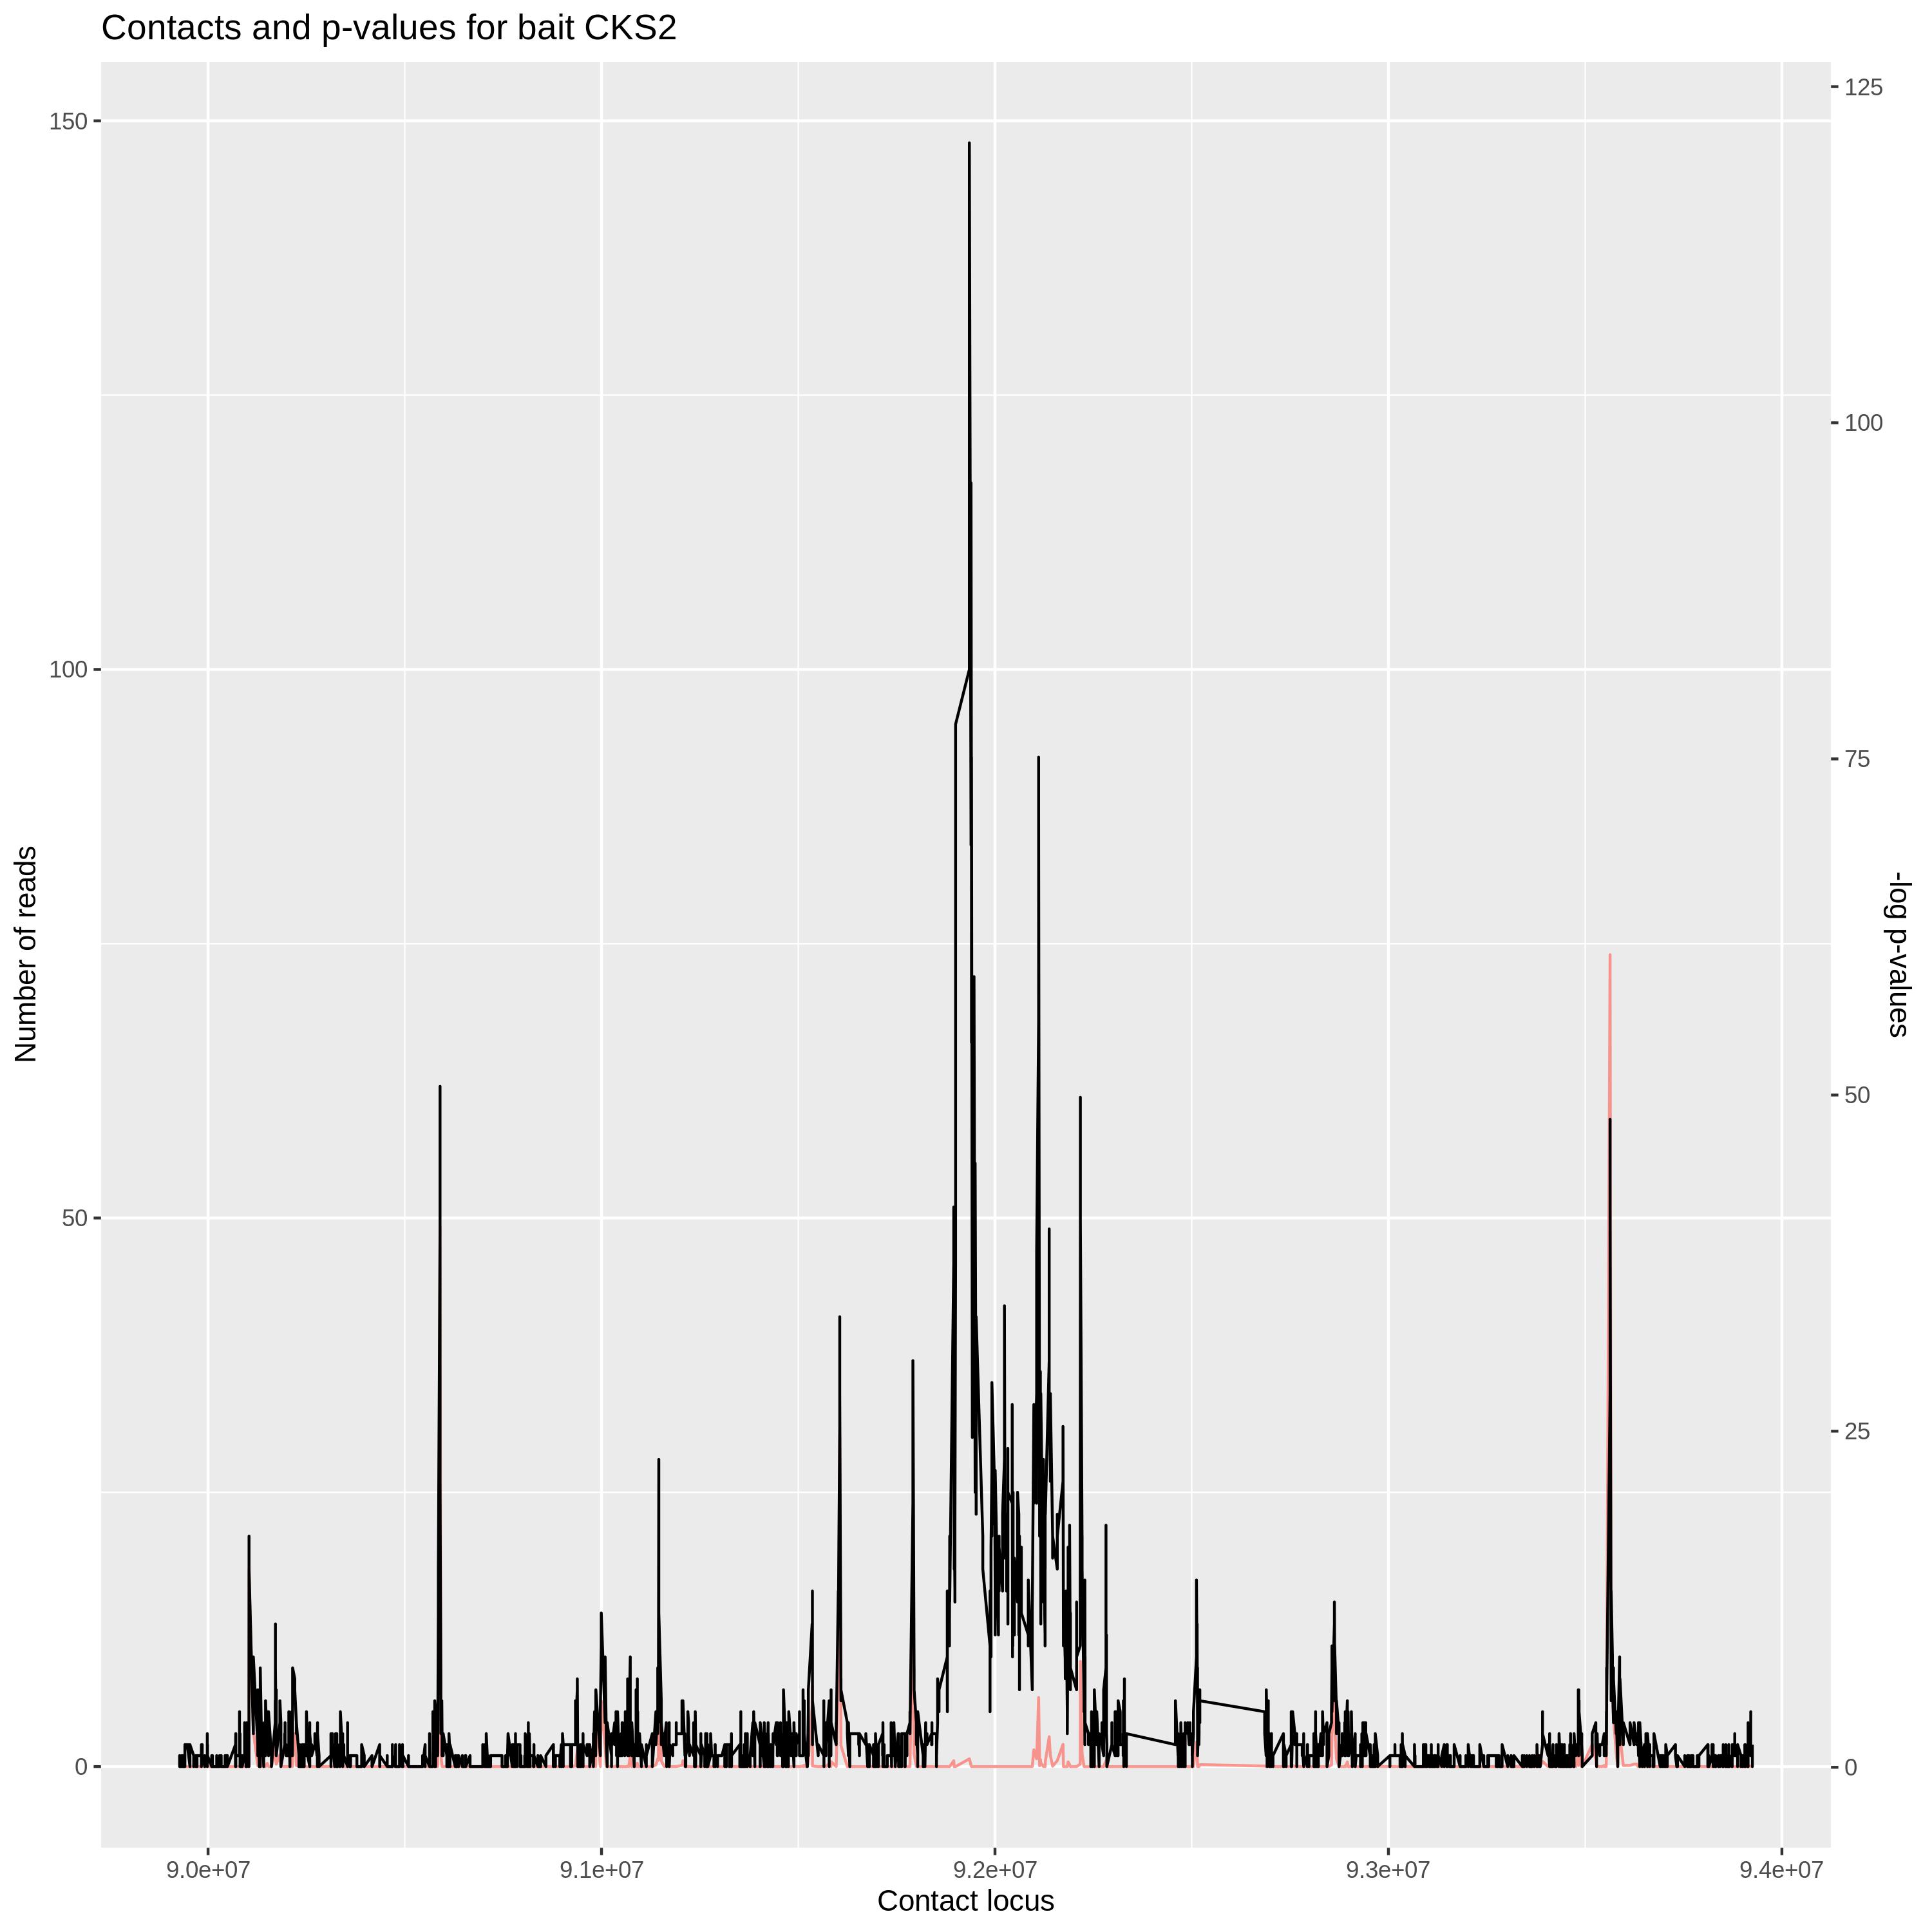 Contacts and p-values for bait CKS2
125
150
100
100
75
50
50
25
0
0
Number of reads
-log p-values
9.0e+07
9.1e+07
9.2e+07
9.3e+07
9.4e+07
Contact locus